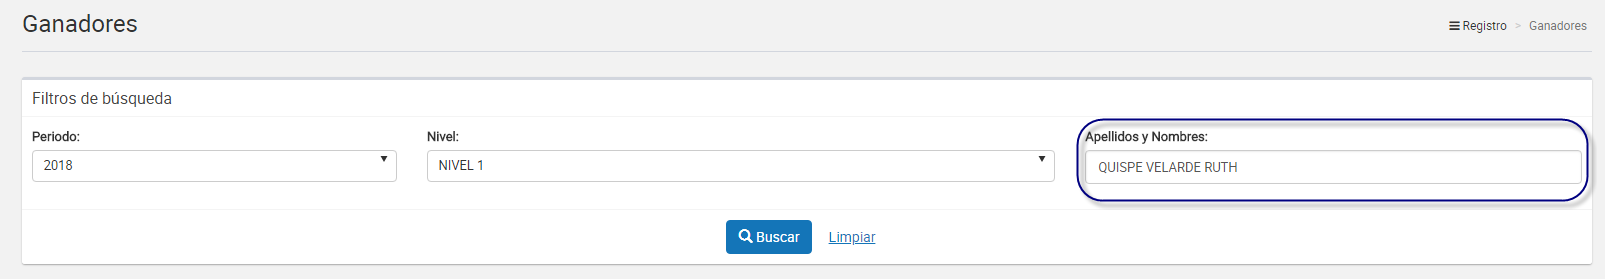 Ganadores
Registro > Ganadores
Filtros de búsqueda
Periodo: Nivel: Apellidos y Nombres:
2018 NIVEL 1 QUISPE VELARDE RUTH
Buscar Limpiar